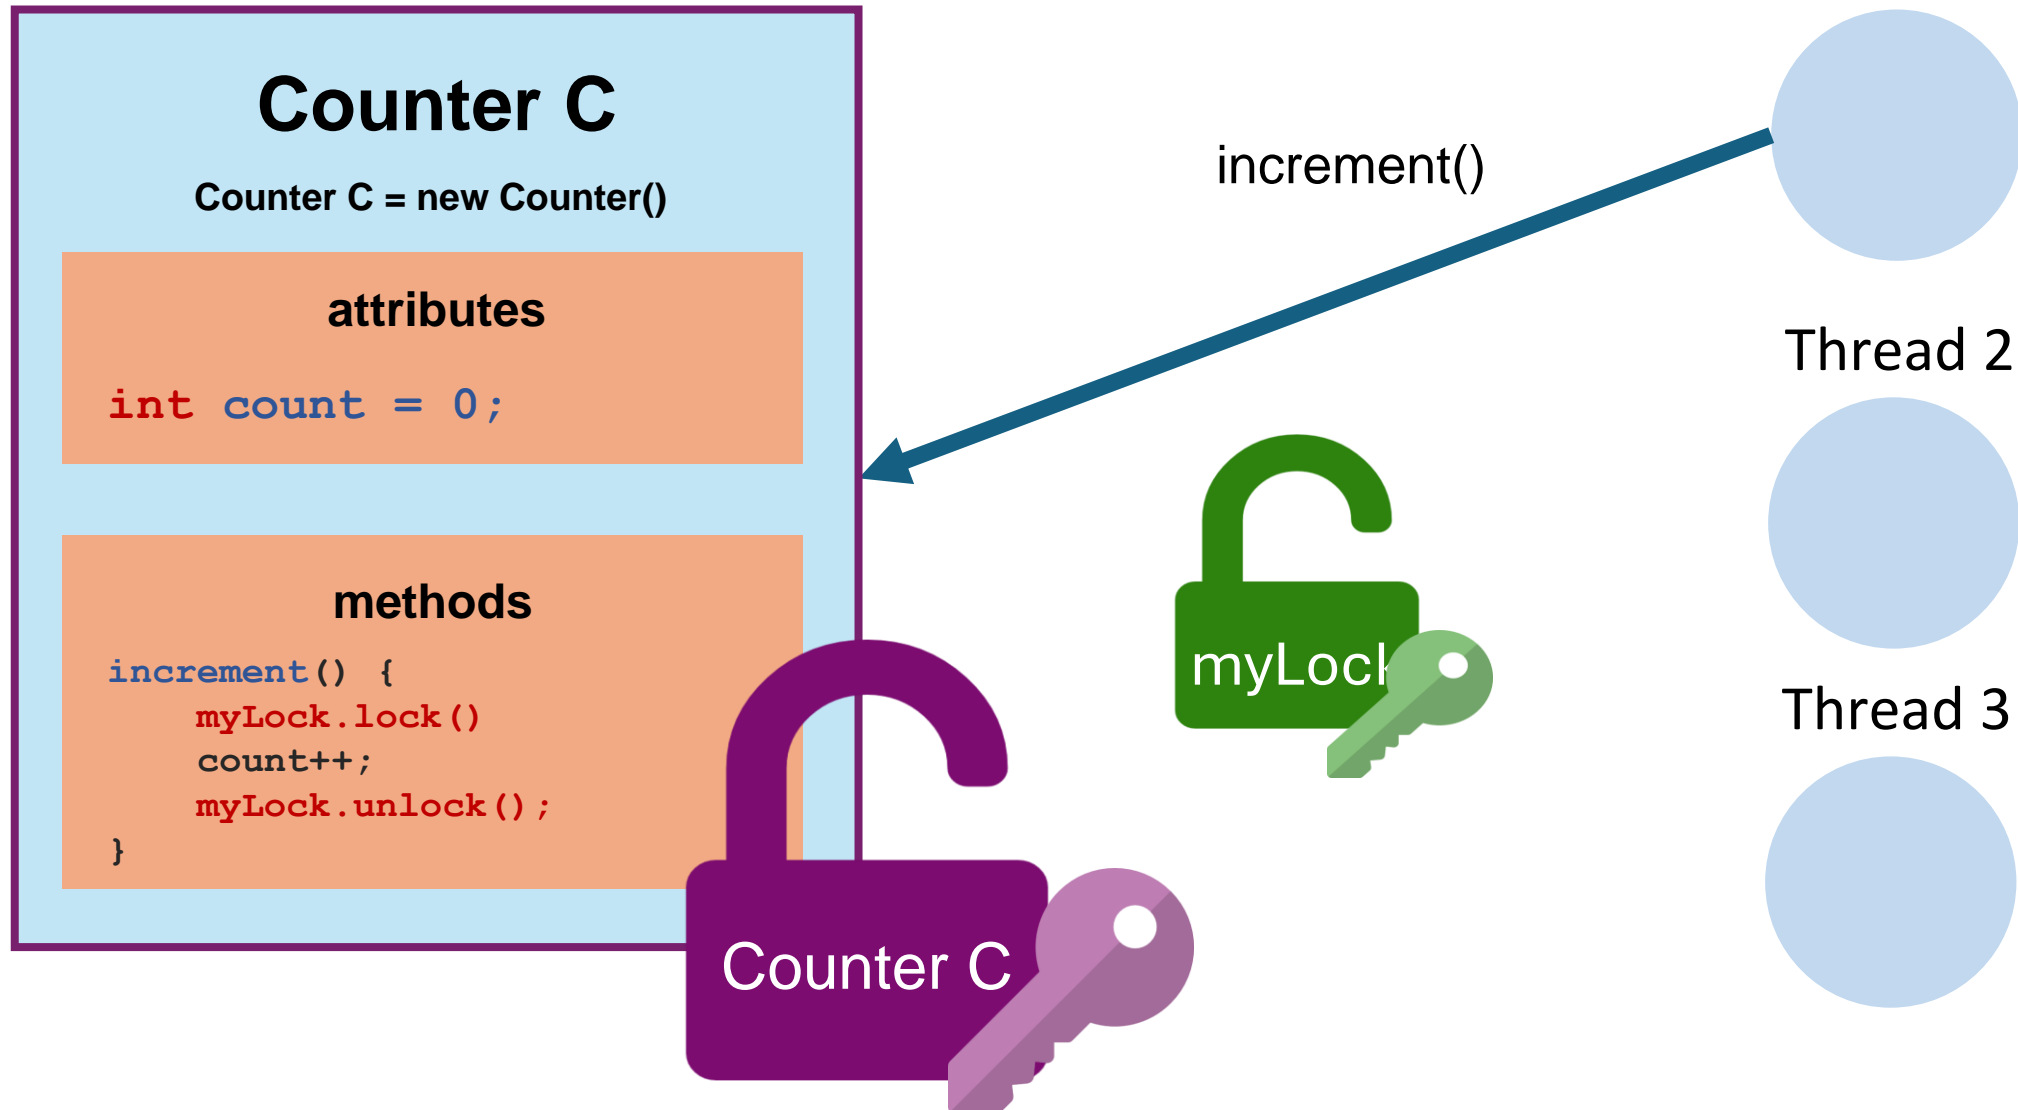 Counter C
Counter C = new Counter()
attributes
int count = 0;
methods
increment() {
myLock.lock()
count++;
myLock.unlock();
}
increment()
myLock
Counter C
Thread 2
Thread 3